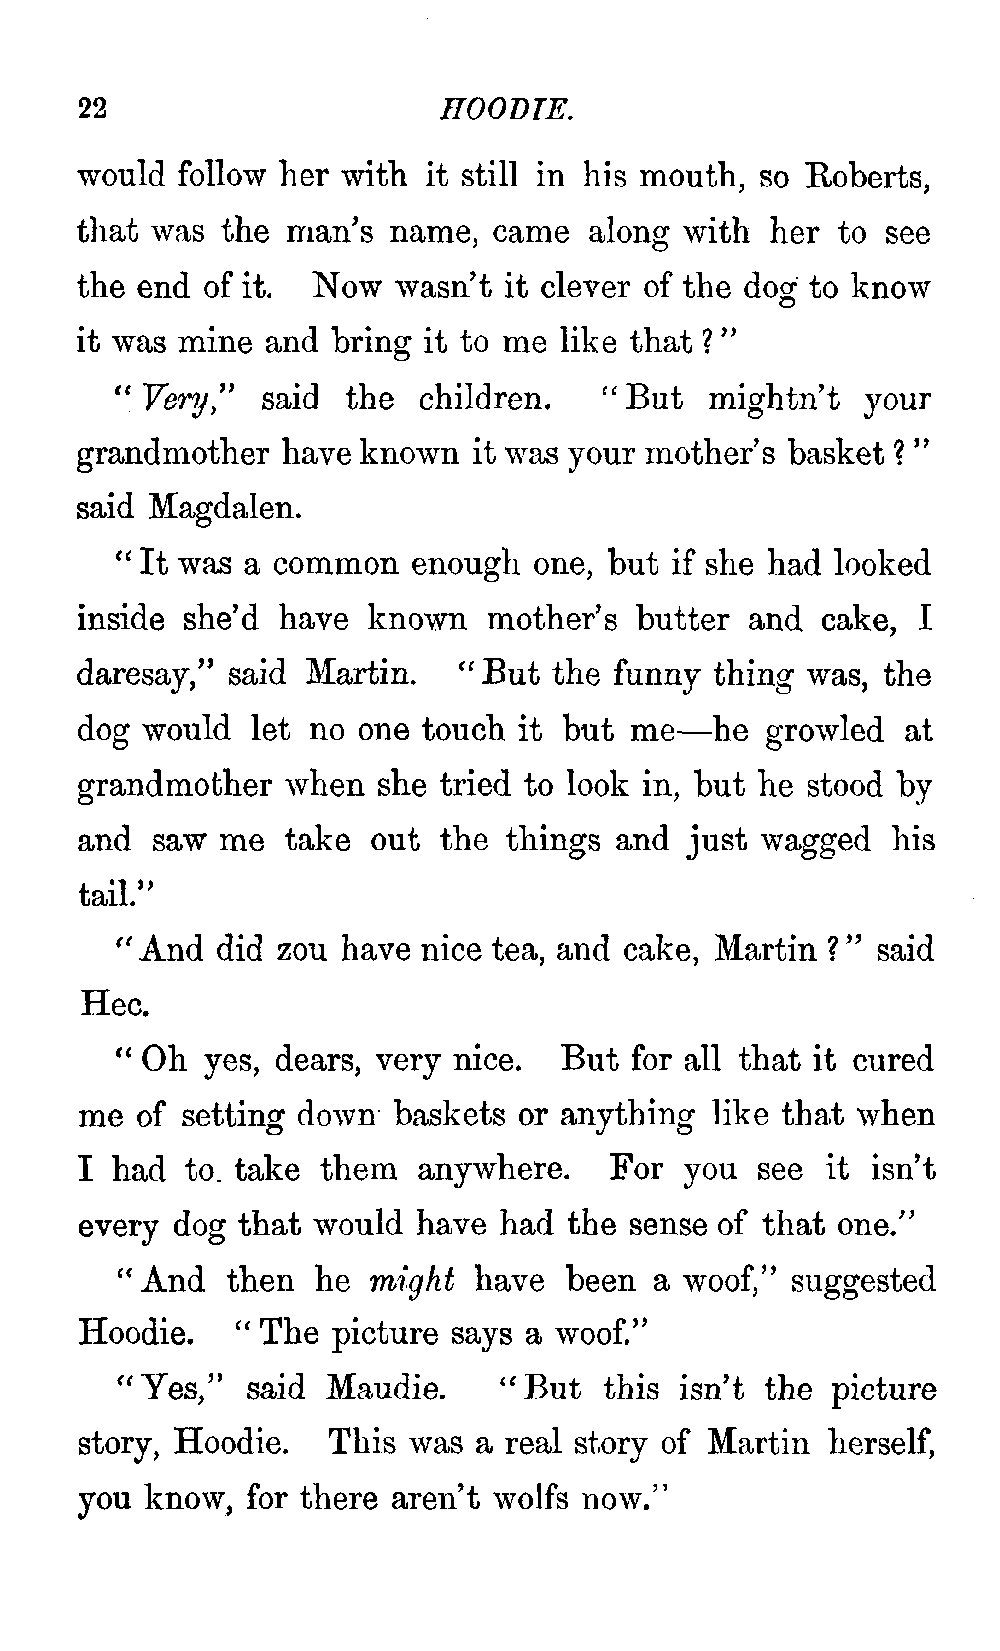 22 HOODIE.
would follow her with it still in his mouth, so Roberts,
that was the man's name, came along with her to see
the end of it. Now wasn't it clever of the dog to know
it was mine and bring it to me like that?"
"Very," said the children. "But mightn't your
grandmother have known it was your mother's basket?"
said Magdalen.
"It was a common enough one, but if she had looked
inside she'd have known mother's butter and cake, I
daresay," said Martin. "But the funny thing was, the
dog would let no one touch it but me—he growled at
grandmother when she tried to look in, but he stood by
and saw me take out the things and just wagged his
tail."
"And did zou have nice tea, and cake, Martin?" said
Hec.
"Oh yes, dears, very nice. But for all that it cured
me of setting down baskets or anything like that when
I had to take them anywhere. For you see it isn't
every dog that would have had the sense of that one."
"And then he might have been a woof," suggested
Hoodie. "The picture says a woof."
"Yes," said Maudie. "But this isn't the picture
story, Hoodie. This was a real story of Martin herself,
you know, for there aren't wolfs now."